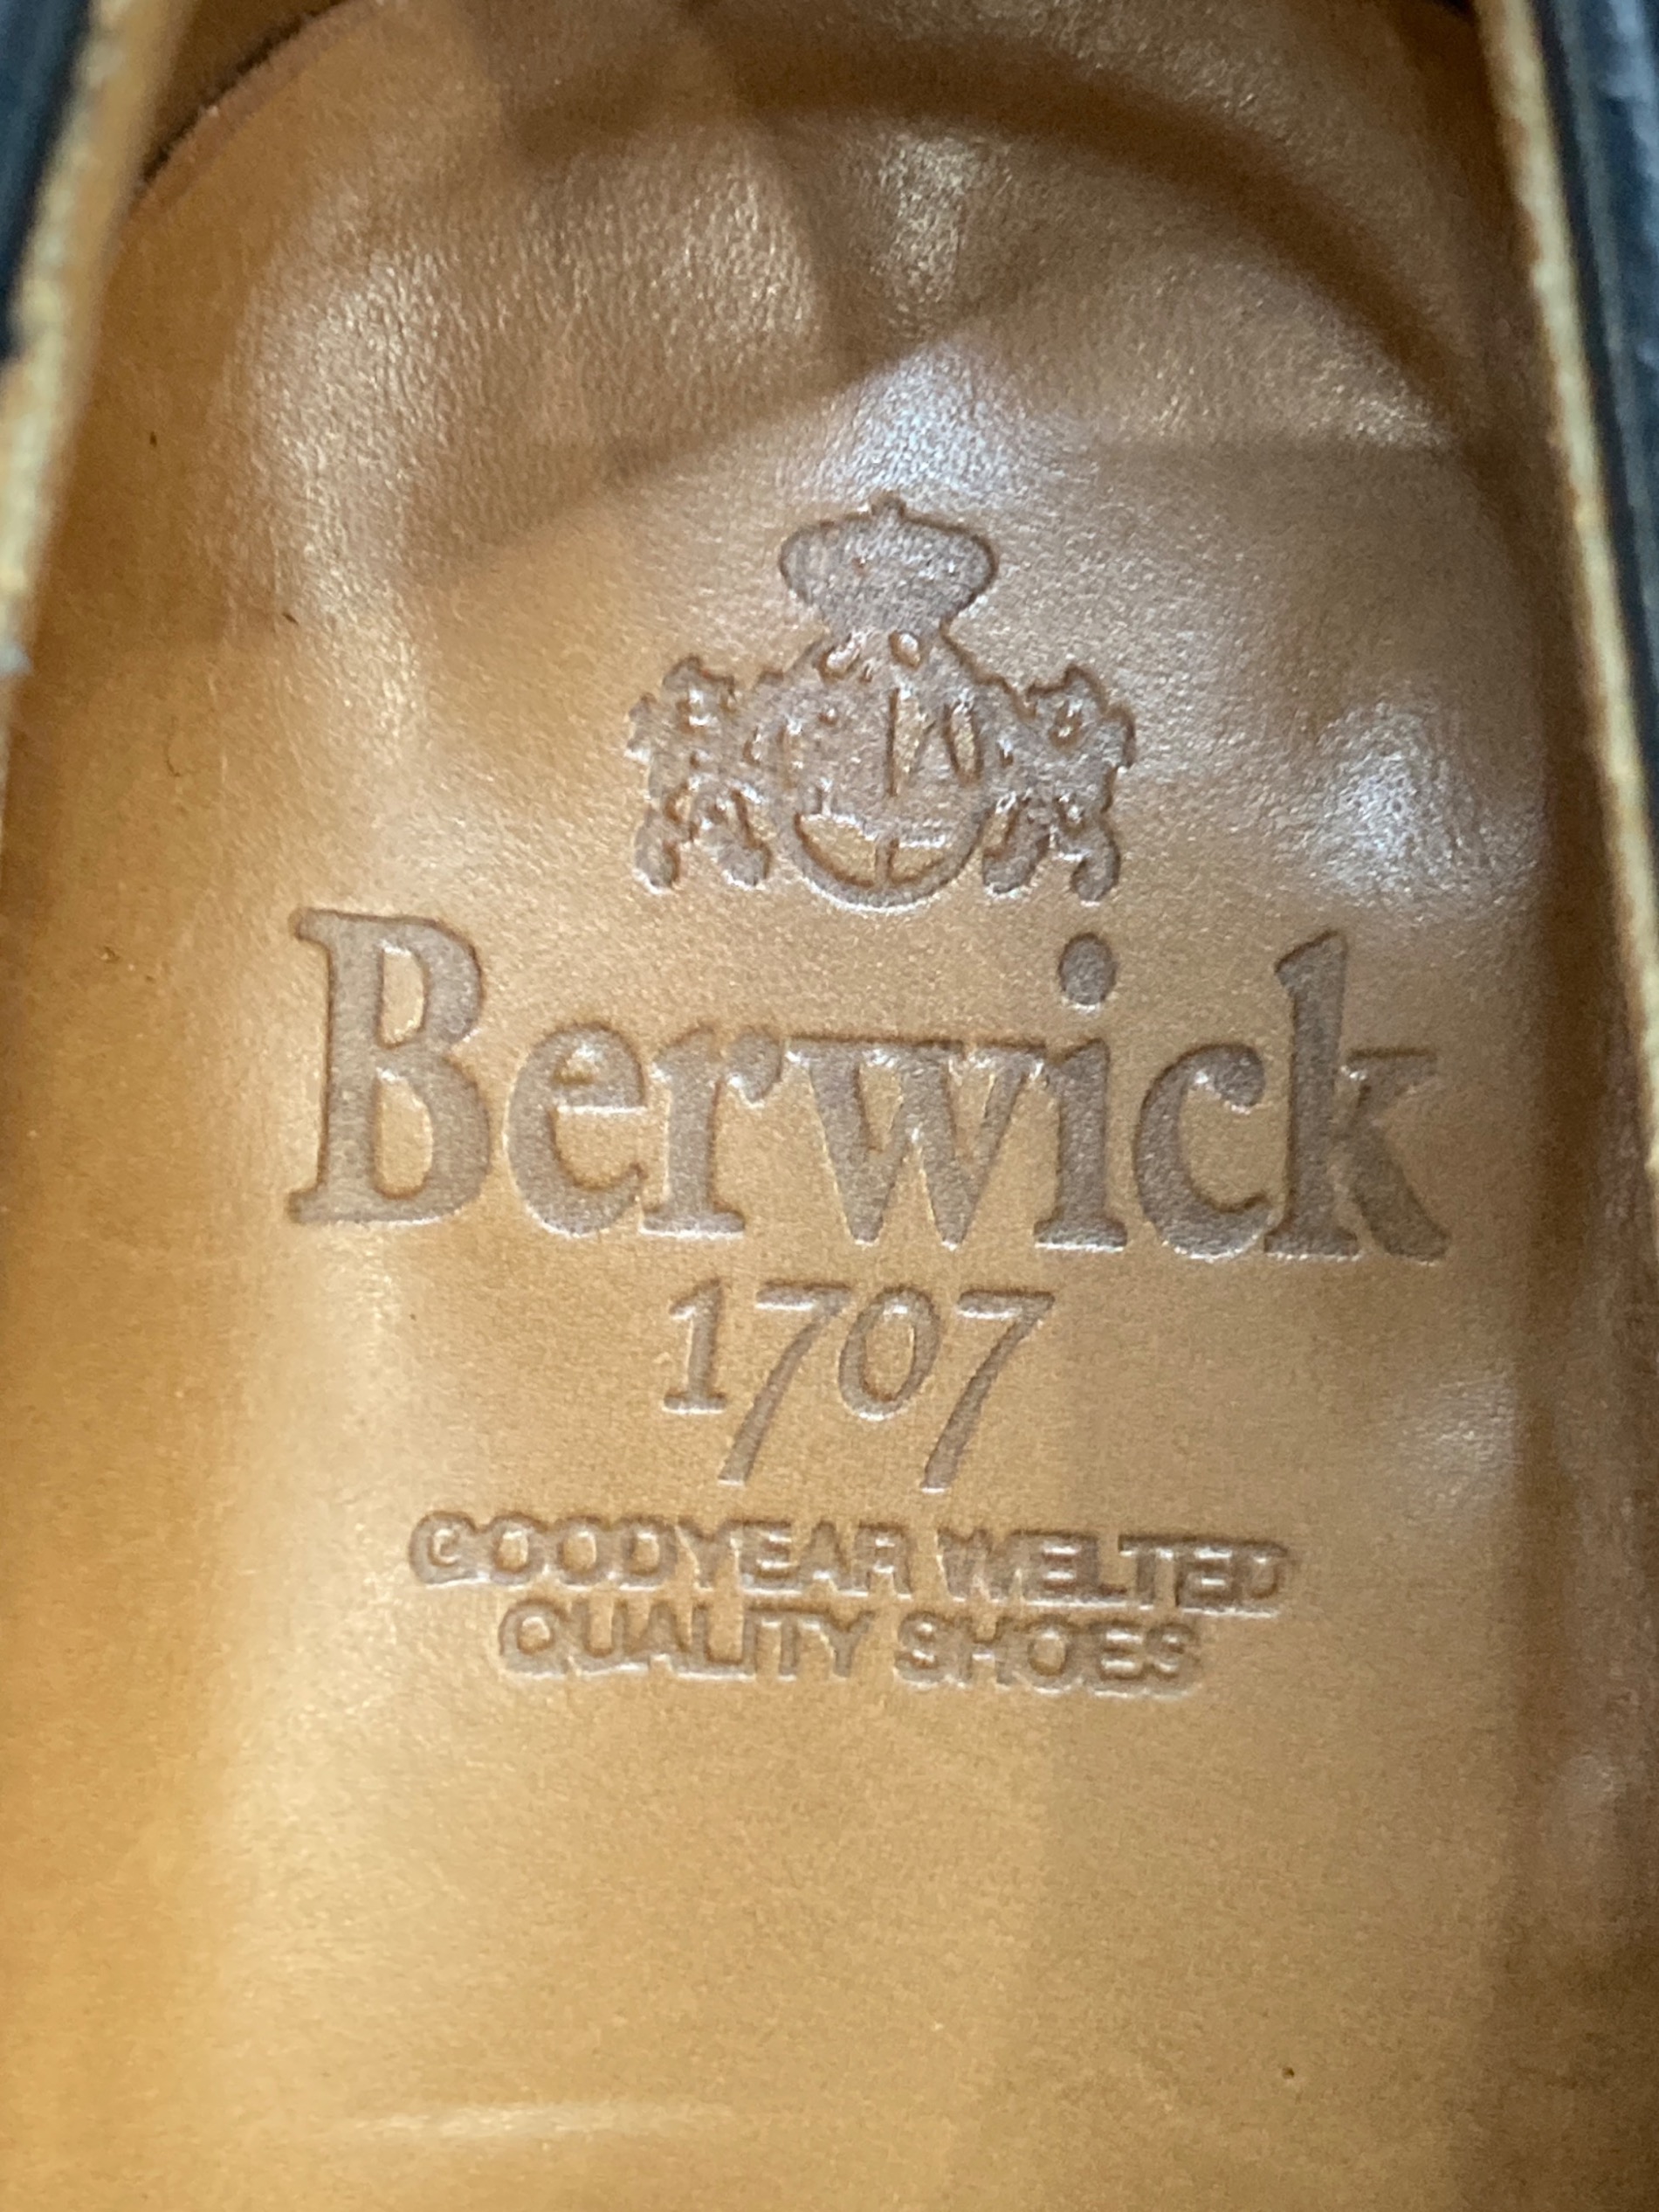 Berwick
1707
GOODYEAR WELTED
QUALITY SHOES